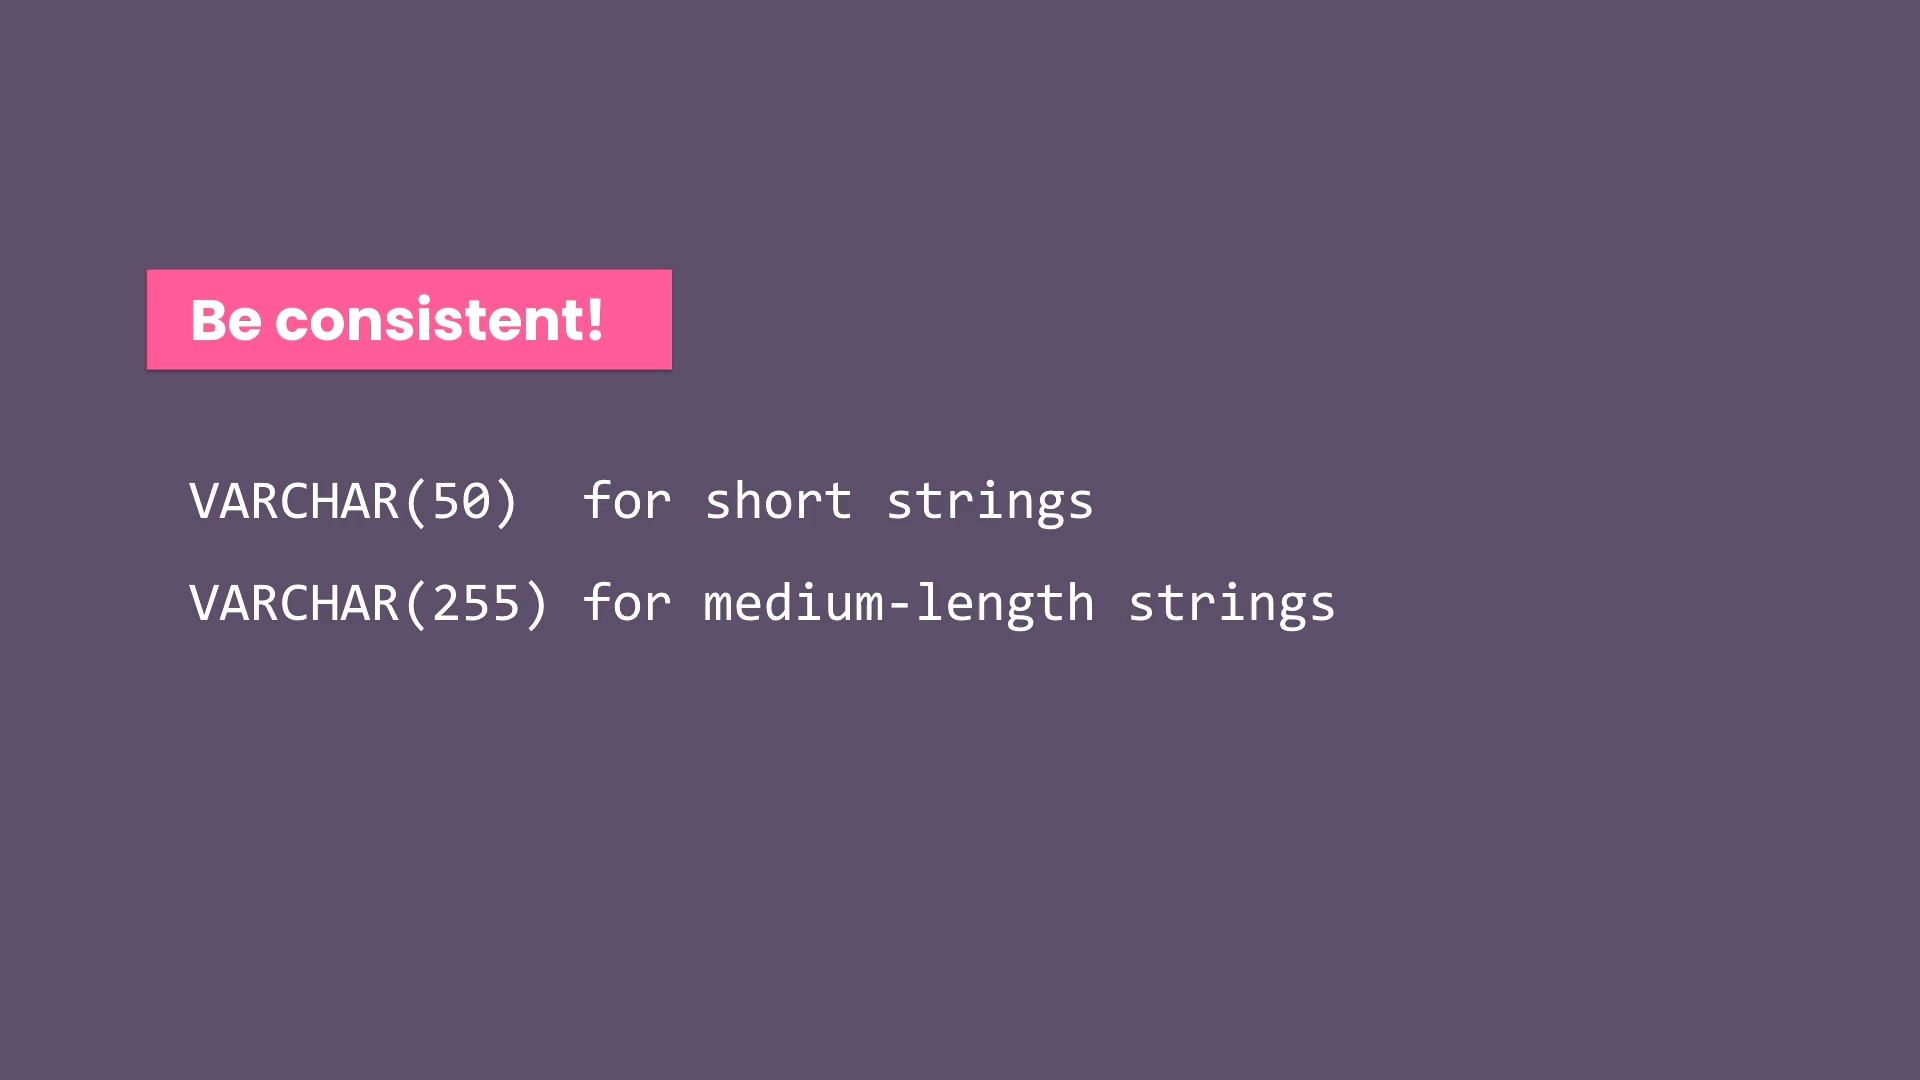 Be consistent!
VARCHAR(50)  for short strings
VARCHAR(255) for medium-length strings